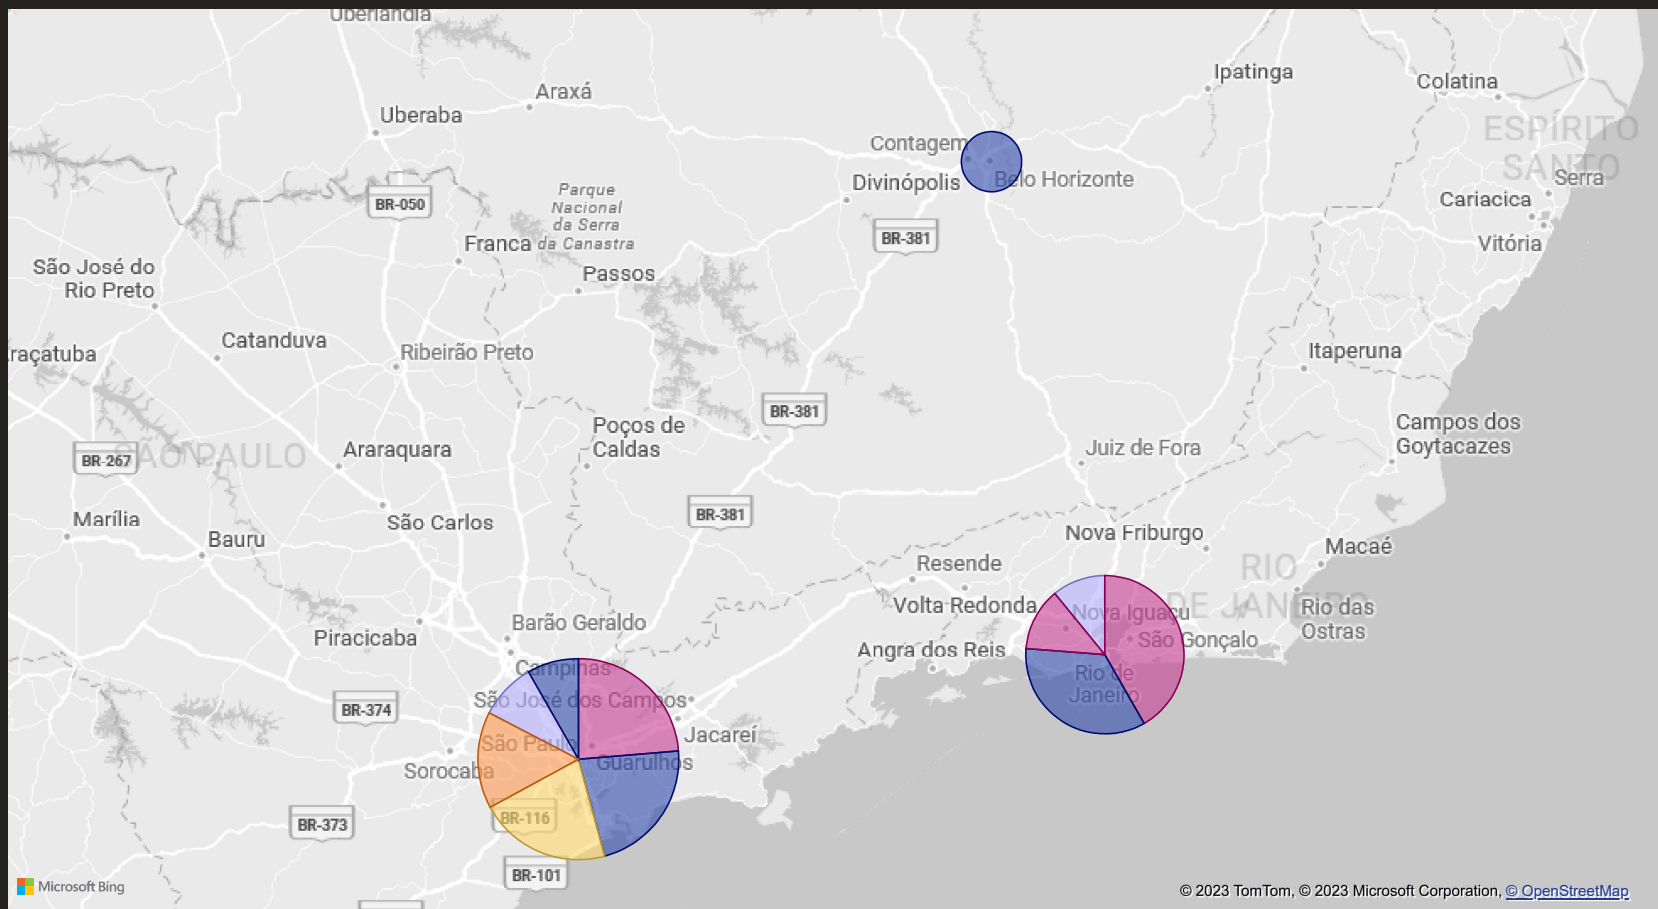 Uberlândia
Ipatinga
Colatina
Araxá
Uberaba
ESPÍRITO
SANTO
Contagem
Divinópolis
Belo Horizonte
Serra
Cariacica
Vitória
BR-050
Parque
Nacional
da Serra
da Canastra
BR-381
Franca
Passos
São José do
Rio Preto
Catanduva
Ribeirão Preto
raçatuba
Itaperuna
BR-381
Poços de
Caldas
Campos dos
Goytacazes
BR-267
SÃO PAULO
Araraquara
Juiz de Fora
Marília
São Carlos
BR-381
Bauru
Nova Friburgo
Macaé
Resende
RIO
DE JANEIRO
Volta Redonda
Nova Iguaçu
Rio das
Ostras
Piracicaba
Barão Geraldo
Angra dos Reis
São Gonçalo
Campinas
Rio de
Janeiro
BR-374
São José dos Campos
São Paulo
Jacareí
Sorocaba
Guarulhos
BR-373
BR-116
BR-101
Microsoft Bing
© 2023 TomTom, © 2023 Microsoft Corporation, © OpenStreetMap